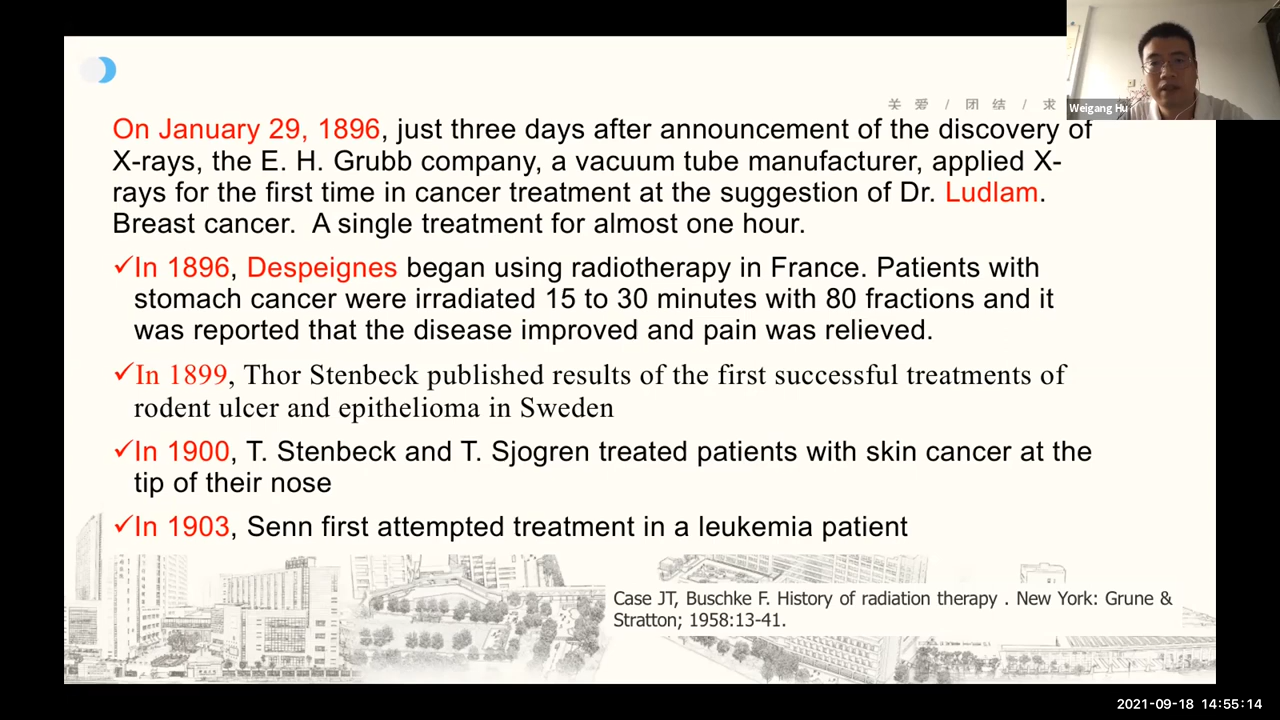 关 爱 / 团 结 / 求
Weigang Hu
On January 29, 1896, just three days after announcement of the discovery of
X-rays, the E. H. Grubb company, a vacuum tube manufacturer, applied X-
rays for the first time in cancer treatment at the suggestion of Dr. Ludlam.
Breast cancer. A single treatment for almost one hour.
✓In 1896, Despeignes began using radiotherapy in France. Patients with
stomach cancer were irradiated 15 to 30 minutes with 80 fractions and it
was reported that the disease improved and pain was relieved.
✓In 1899, Thor Stenbeck published results of the first successful treatments of
rodent ulcer and epithelioma in Sweden
✓In 1900, T. Stenbeck and T. Sjogren treated patients with skin cancer at the
tip of their nose
✓In 1903, Senn first attempted treatment in a leukemia patient
Case JT, Buschke F. History of radiation therapy . New York: Grune &
Stratton; 1958:13-41.
2021-09-18 14:55:14